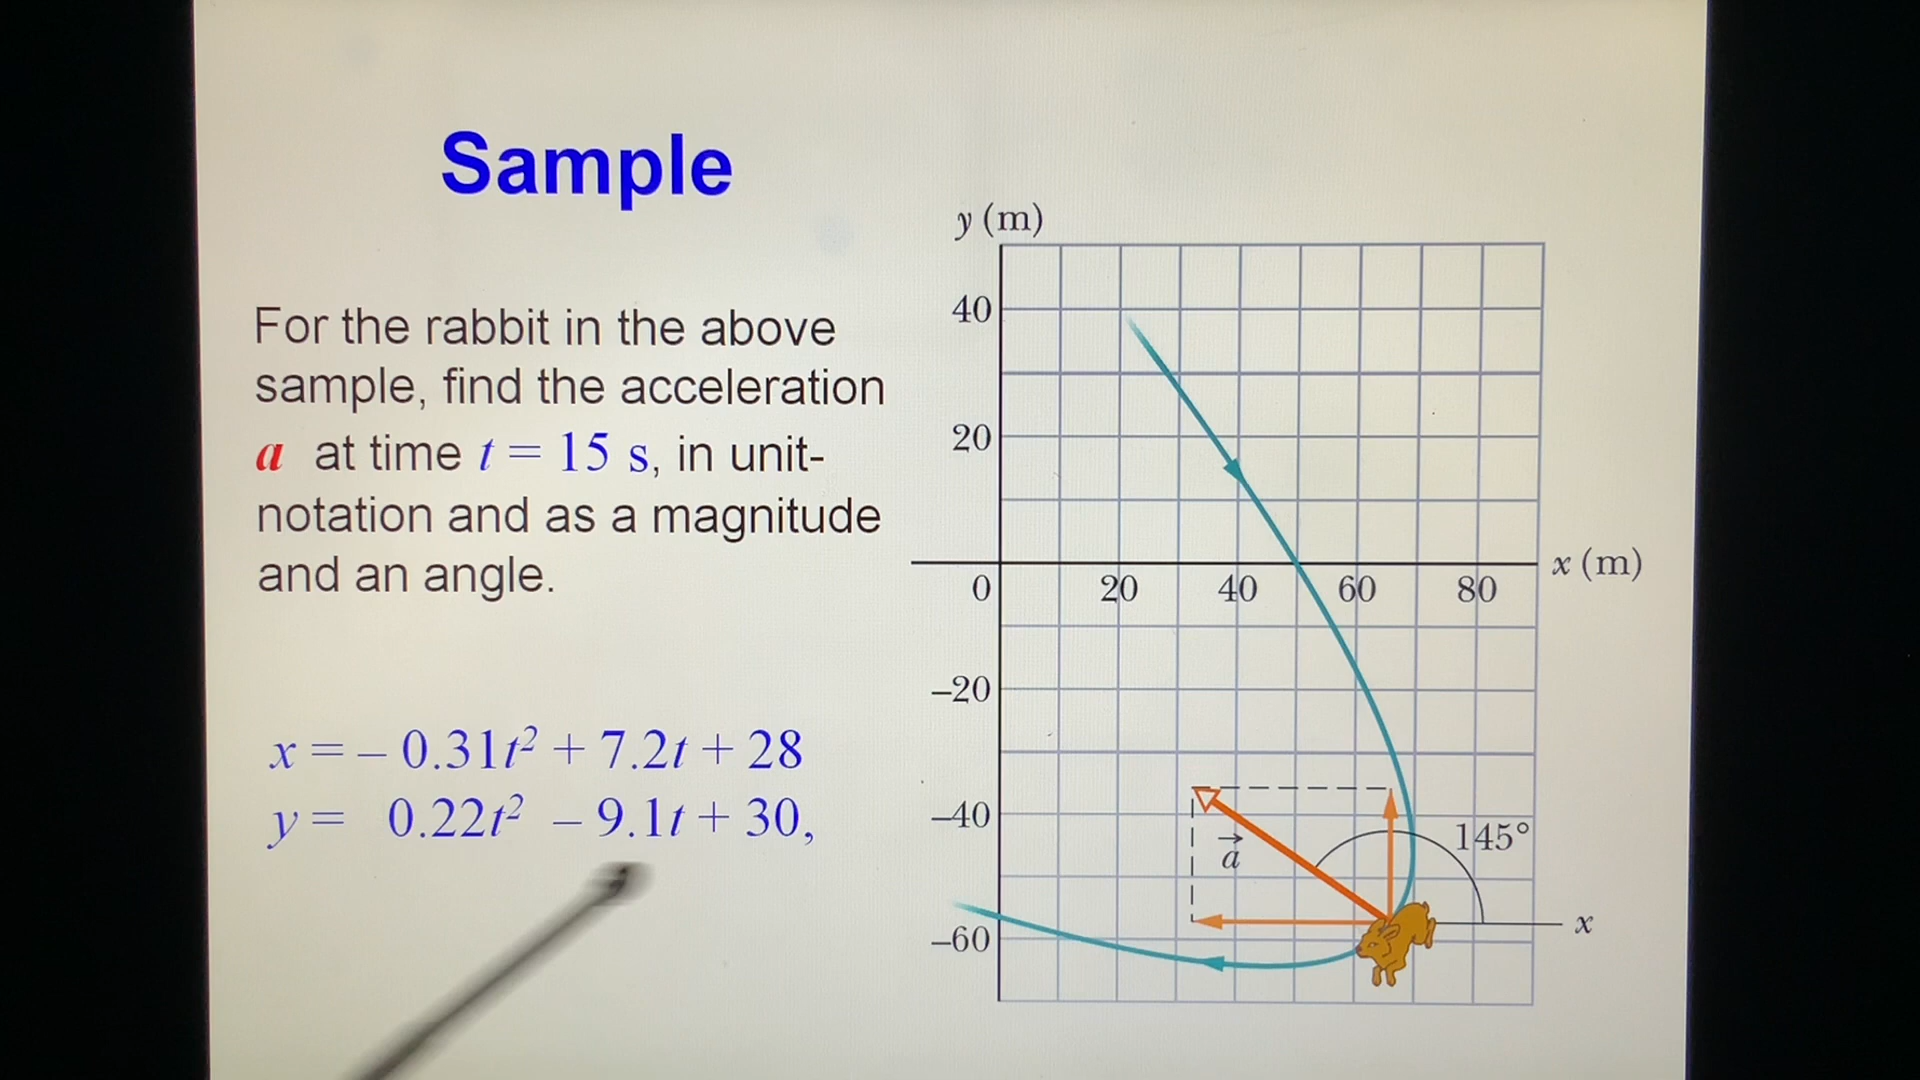 Sample
For the rabbit in the above
sample, find the acceleration
a at time t = 15 s, in unit-
notation and as a magnitude
and an angle.
x = – 0.31t² + 7.2t + 28
y = 0.22t² – 9.1t + 30,
y (m)
40
20
0 20 40 60 80 x (m)
–20
–40
–60
a
145°
x